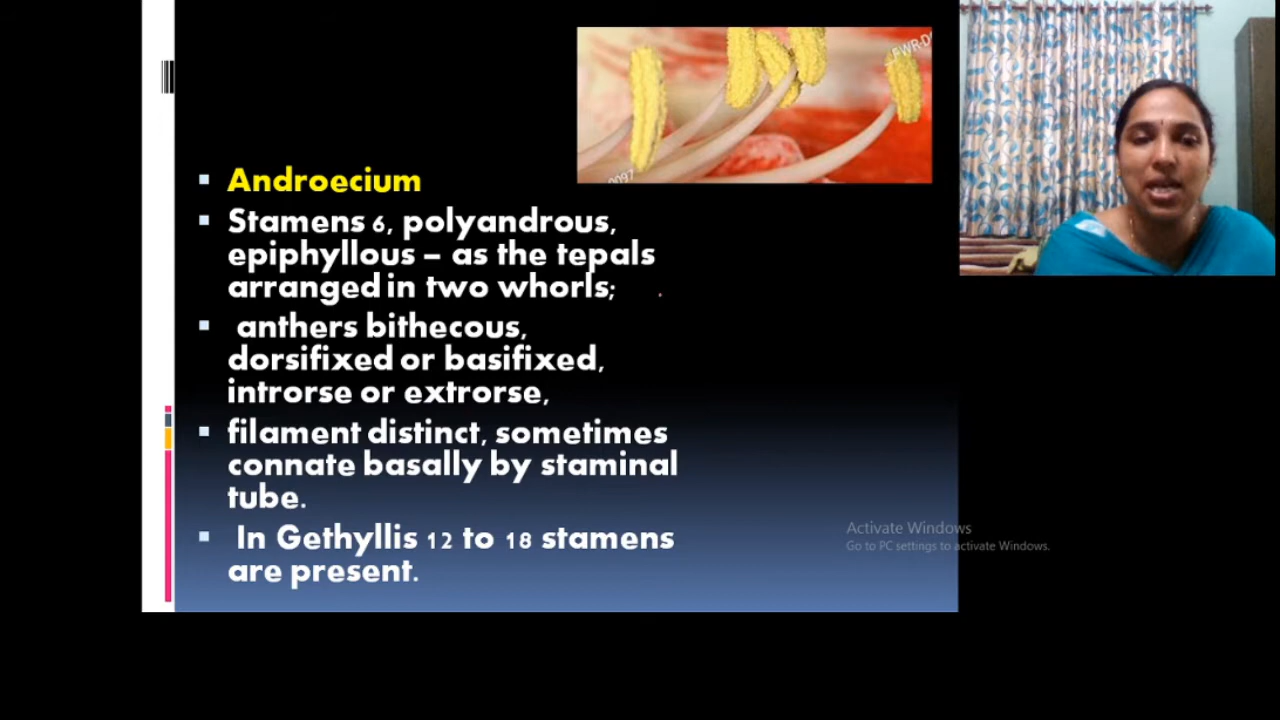 FWR-D
0097
Androecium
Stamens 6, polyandrous,
epiphyllous – as the tepals
arranged in two whorls;
anthers bithecous,
dorsifixed or basifixed,
introrse or extrorse,
filament distinct, sometimes
connate basally by staminal
tube.
In Gethyllis 12 to 18 stamens
are present.
Activate Windows
Go to PC settings to activate Windows.